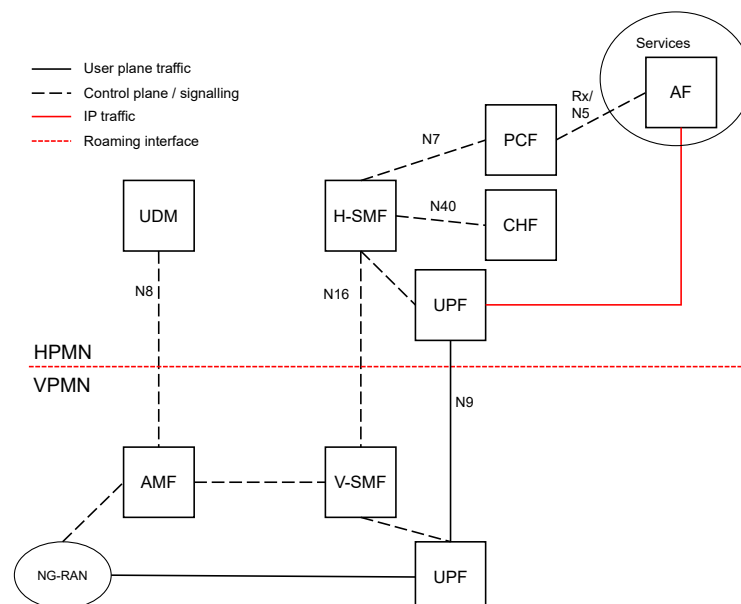 Services
User plane traffic
Control plane / signalling
IP traffic
Roaming interface
AF
Rx/
N5
N7
PCF
UDM
H-SMF
N40
CHF
N8
N16
UPF
HPMN
VPMN
N9
AMF
V-SMF
NG-RAN
UPF